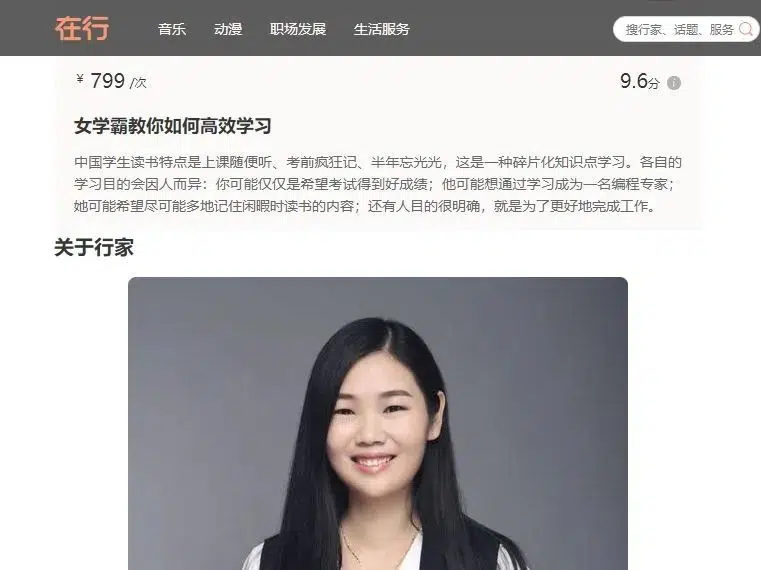 在行 音乐 动漫 职场发展 生活服务 搜行家、话题、服务
¥ 799 /次 9.6分
女学霸教你如何高效学习
中国学生读书特点是上课随便听、考前疯狂记、半年忘光光，这是一种碎片化知识点学习。各自的
学习目的会因人而异：你可能仅仅是希望考试得到好成绩；他可能想通过学习成为一名编程专家；
她可能希望尽可能多地记住闲暇时读书的内容；还有人目的很明确，就是为了更好地完成工作。
关于行家